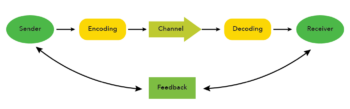 Sender
Encoding
Channel
Decoding
Receiver
Feedback